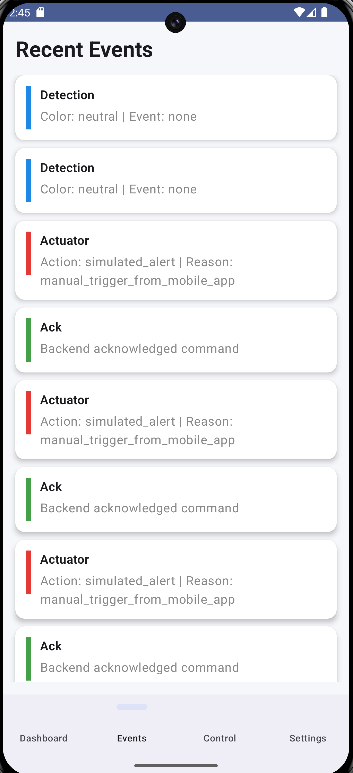 2:45
Recent Events
Detection
Color: neutral | Event: none
Detection
Color: neutral | Event: none
Actuator
Action: simulated_alert | Reason:
manual_trigger_from_mobile_app
Ack
Backend acknowledged command
Actuator
Action: simulated_alert | Reason:
manual_trigger_from_mobile_app
Ack
Backend acknowledged command
Actuator
Action: simulated_alert | Reason:
manual_trigger_from_mobile_app
Ack
Backend acknowledged command
Dashboard
Events
Control
Settings